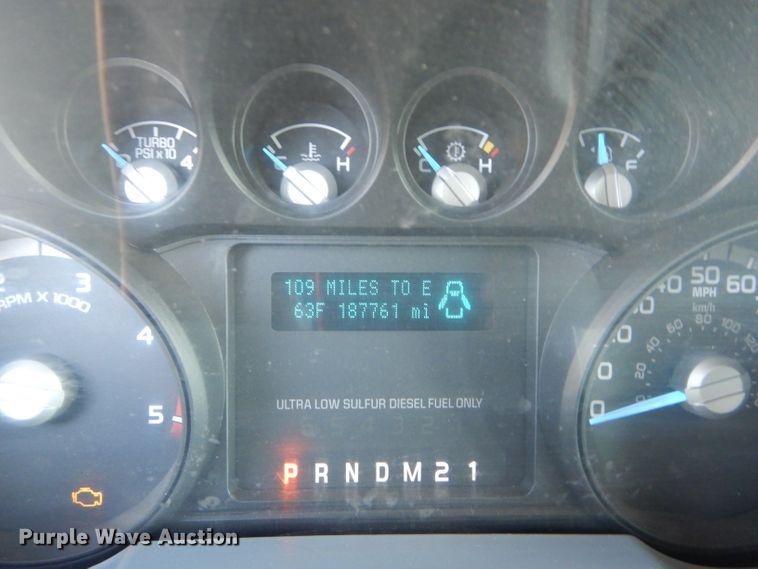 TURBO
PSI x 10
4
H
C
H
F
109 MILES TO E
63F 187761 mi
2
3
RPM X 1000
4
5
40
50
60
MPH
km/h
80
100
120
60
40
20
0
ULTRA LOW SULFUR DIESEL FUEL ONLY
P R N D M 2 1
Purple Wave Auction